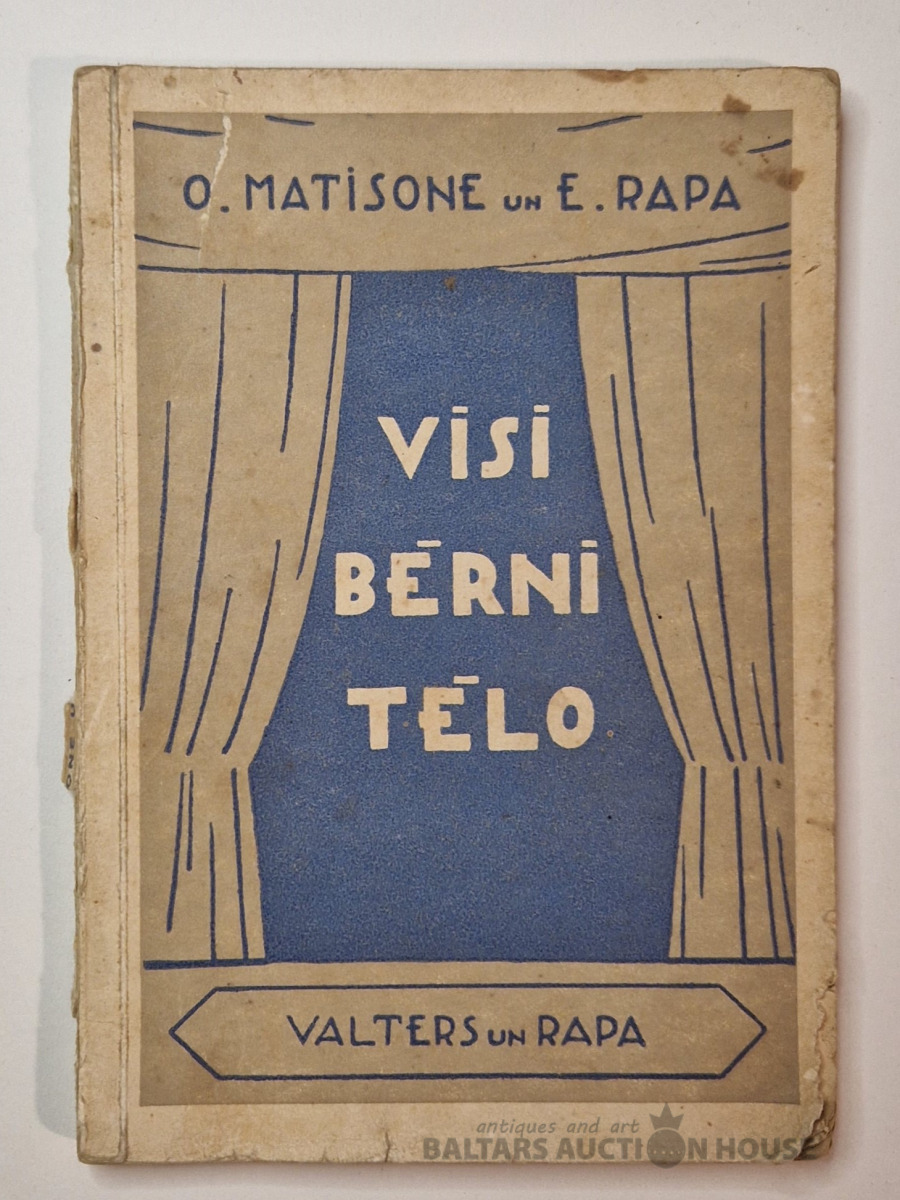 O. MATISONE UN E. RAPA
VISI
BĒRNI
TĒLO
VALTERS UN RAPA
antiques and art
BALTARS AUCTION HOUSE